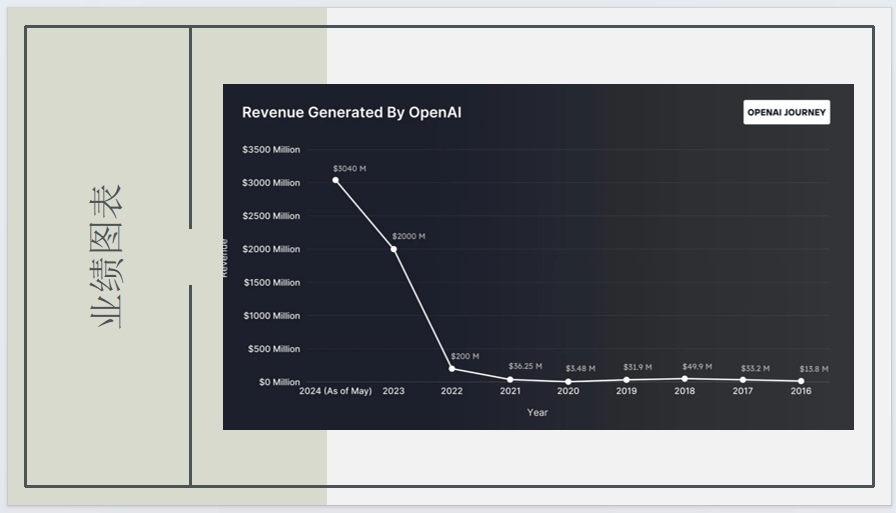 业绩图表
Revenue Generated By OpenAI
OPENAI JOURNEY
$3500 Million
$3000 Million
$2500 Million
$2000 Million
$1500 Million
$1000 Million
$500 Million
$0 Million
Revenue
$3040 M
$2000 M
$200 M
$36.25 M
$3.48 M
$31.9 M
$49.9 M
$33.2 M
$13.8 M
2024 (As of May) 2023 2022 2021 2020 2019 2018 2017 2016
Year